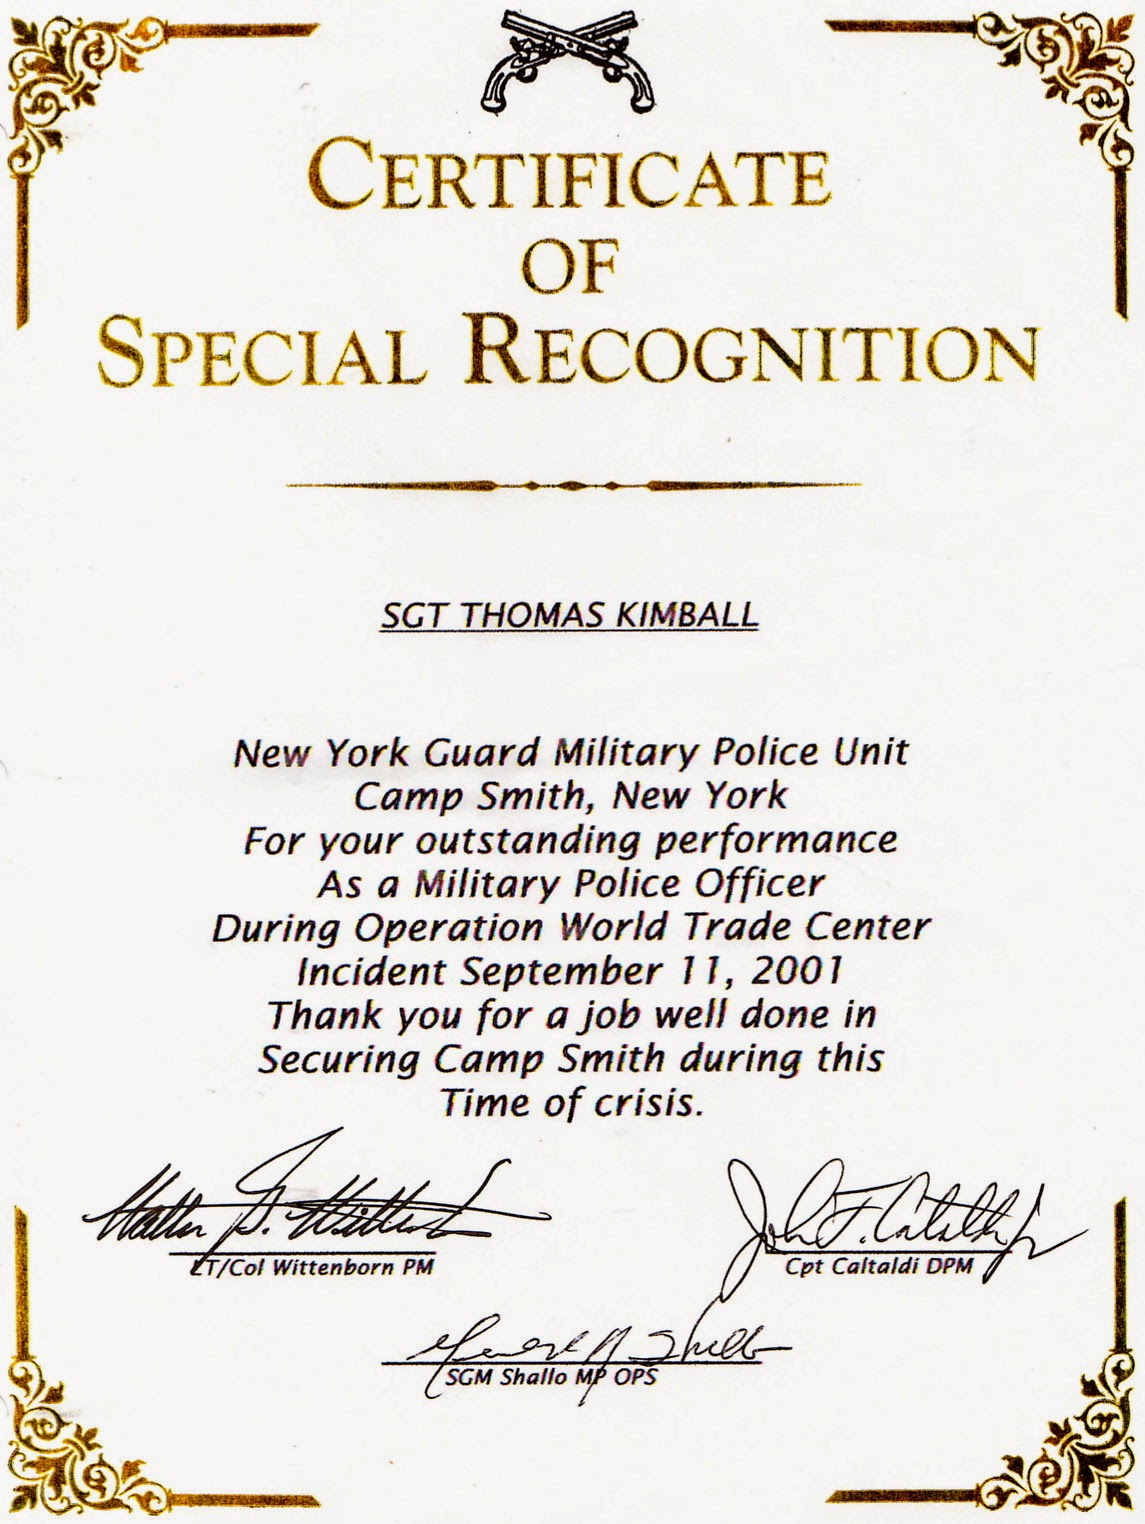 CERTIFICATE
OF
SPECIAL RECOGNITION
SGT THOMAS KIMBALL
New York Guard Military Police Unit
Camp Smith, New York
For your outstanding performance
As a Military Police Officer
During Operation World Trade Center
Incident September 11, 2001
Thank you for a job well done in
Securing Camp Smith during this
Time of crisis.
LT/Col Wittenborn PM
John F. Cataldi Jr
Cpt Caltaldi DPM
SGM Shallo MP OPS